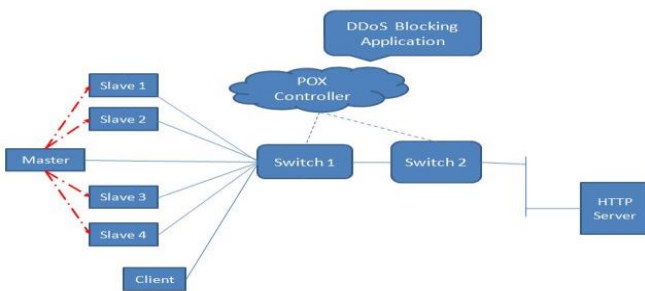 DDoS Blocking
Application
POX
Controller
Slave 1
Slave 2
Master
Switch 1
Switch 2
Slave 3
Slave 4
HTTP
Server
Client